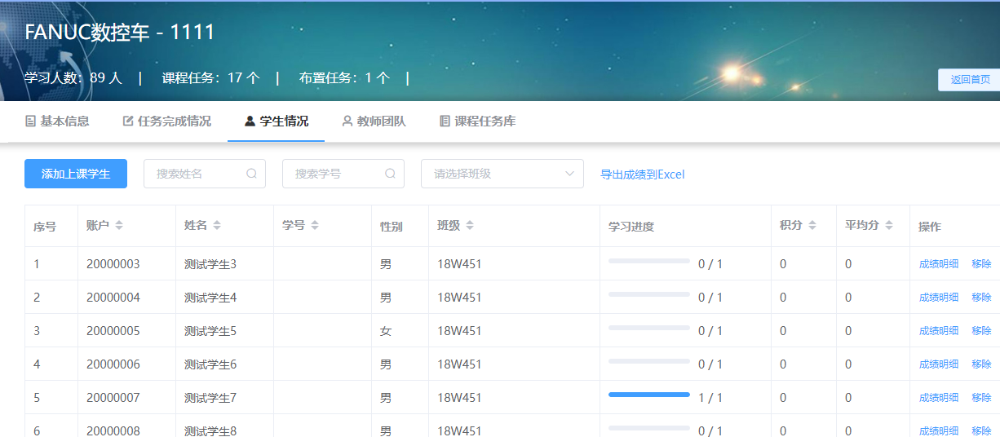 FANUC数控车 - 1111
学习人数：89 人 | 课程任务：17 个 | 布置任务：1 个 |
返回首页
基本信息 任务完成情况 学生情况 教师团队 课程任务库
添加上课学生 搜索姓名 搜索学号 请选择班级 导出成绩到Excel
序号 账户 姓名 学号 性别 班级 学习进度 积分 平均分 操作
1 20000003 测试学生3 男 18W451 0 / 1 0 0 成绩明细 移除
2 20000004 测试学生4 男 18W451 0 / 1 0 0 成绩明细 移除
3 20000005 测试学生5 女 18W451 0 / 1 0 0 成绩明细 移除
4 20000006 测试学生6 男 18W451 0 / 1 0 0 成绩明细 移除
5 20000007 测试学生7 男 18W451 1 / 1 0 0 成绩明细 移除
6 20000008 测试学生8 男 18W451 0 / 1 0 0 成绩明细 移除